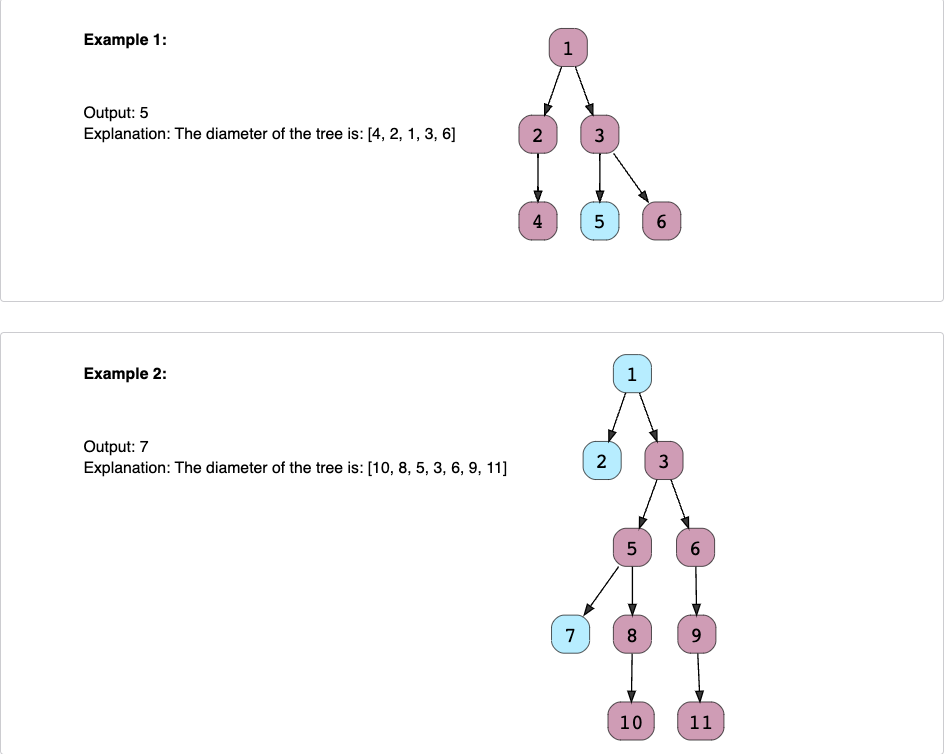 Example 1:
Output: 5
Explanation: The diameter of the tree is: [4, 2, 1, 3, 6]
1
2 3
4 5 6
Example 2:
Output: 7
Explanation: The diameter of the tree is: [10, 8, 5, 3, 6, 9, 11]
1
2 3
5 6
7 8 9
10 11